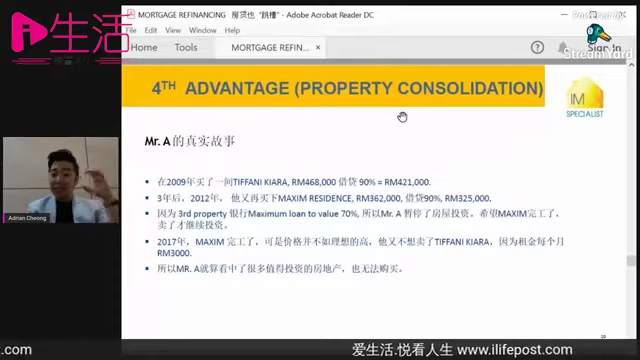 MORTGAGE REFINANCING 房贷也 "跳槽" - Adobe Acrobat Reader DC
Powered by
File Edit View Window Help
i生活
Home Tools MORTGAGE REFIN... × ? Sign In
StreamYard
4TH ADVANTAGE (PROPERTY CONSOLIDATION)
IM
SPECIALIST
Mr. A 的真实故事
• 在2009年买了一间TIFFANI KIARA, RM468,000 借贷 90% = RM421,000.
• 3年后，2012年， 他又再买下MAXIM RESIDENCE, RM362,000, 借贷90%, RM325,000.
• 因为 3rd property 银行Maximum loan to value 70%, 所以Mr. A 暂停了房屋投资。希望MAXIM完工了，
卖了才继续投资。
• 2017年，MAXIM 完工了，可是价格并不如理想的高，他又不想卖了TIFFANI KIARA，因为租金每个月
RM3000.
• 所以MR. A就算看中了很多值得投资的房地产，也无法购买。
Adrian Cheong
t.com
爱生活.悦看人生 www.ilifepost.com